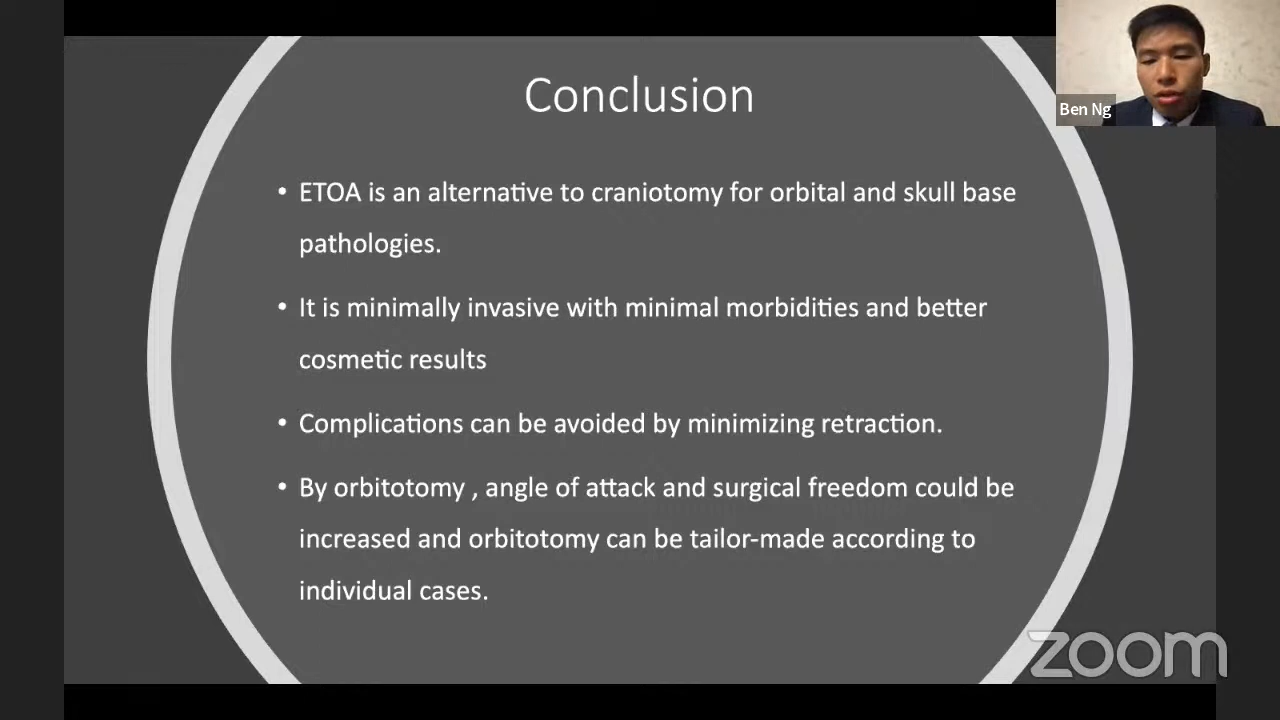 Conclusion
Ben Ng
• ETOA is an alternative to craniotomy for orbital and skull base
pathologies.
• It is minimally invasive with minimal morbidities and better
cosmetic results
• Complications can be avoided by minimizing retraction.
• By orbitotomy , angle of attack and surgical freedom could be
increased and orbitotomy can be tailor-made according to
individual cases.
zoom